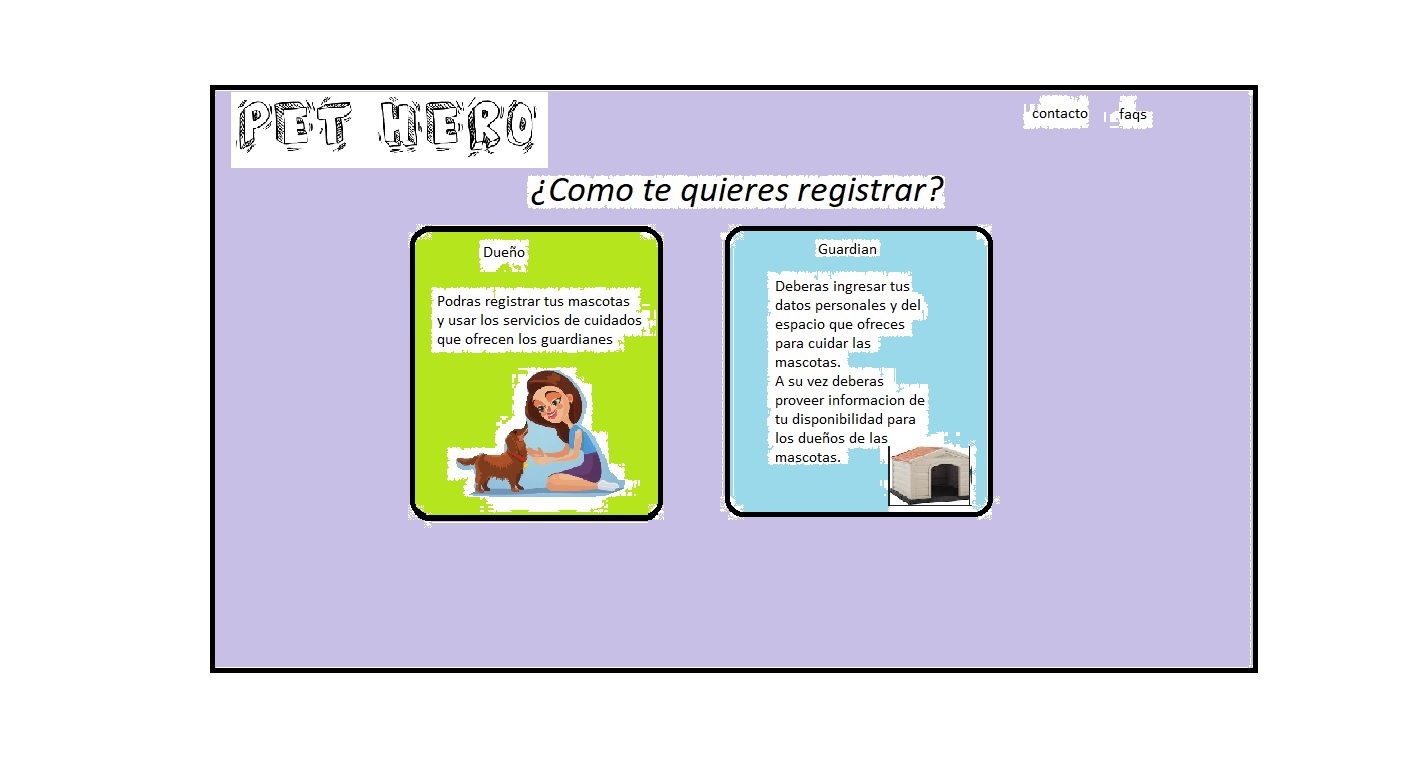 PET HERO
contacto faqs
¿Como te quieres registrar?
Dueño
Podras registrar tus mascotas
y usar los servicios de cuidados
que ofrecen los guardianes
Guardian
Deberas ingresar tus
datos personales y del
espacio que ofreces
para cuidar las
mascotas.
A su vez deberas
proveer informacion de
tu disponibilidad para
los dueños de las
mascotas.